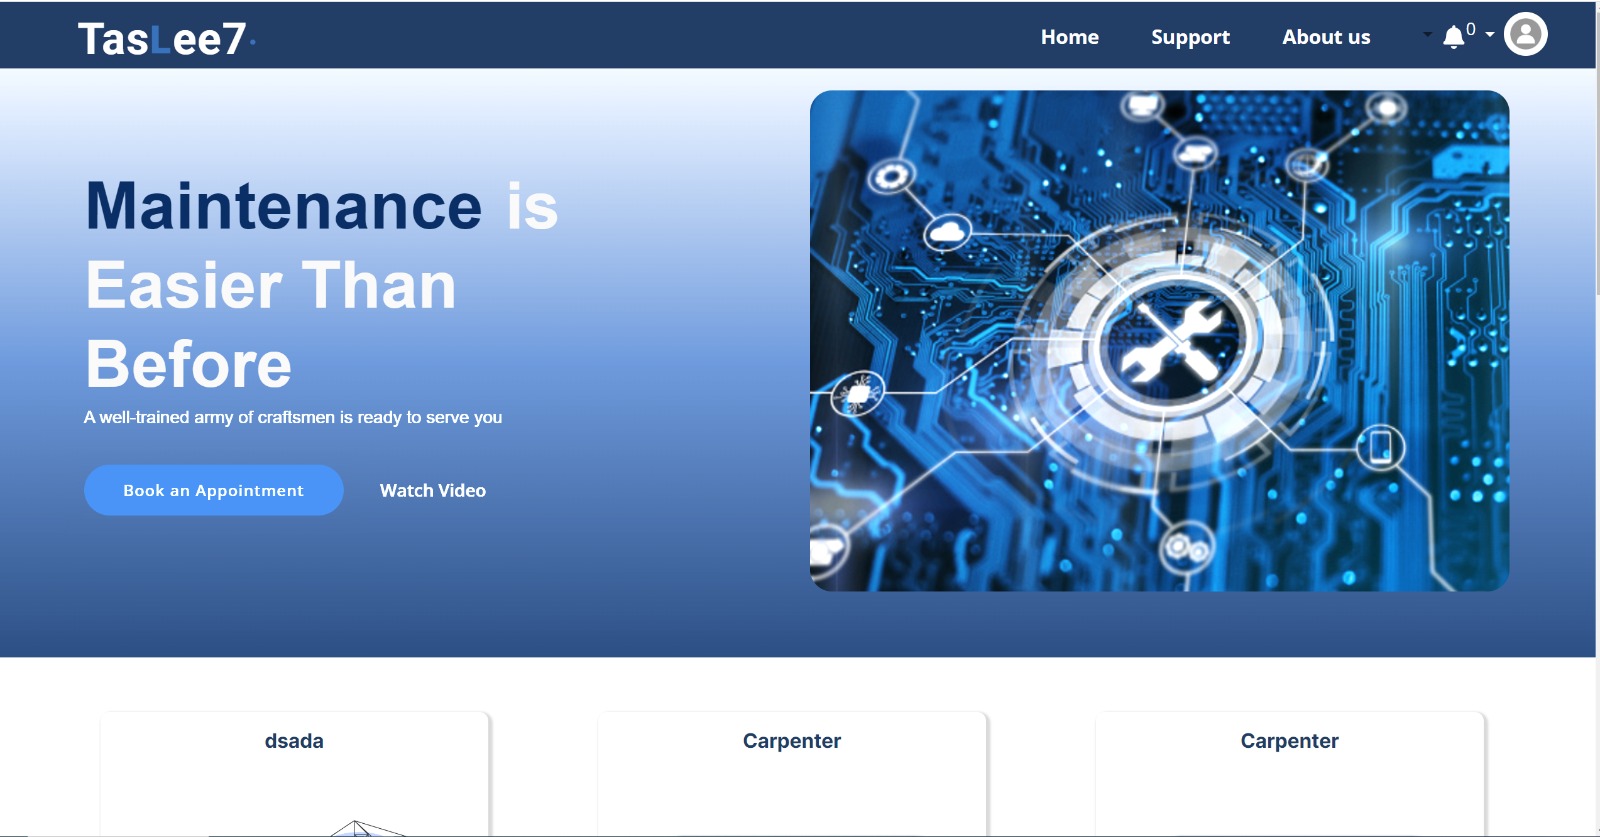 TasLee7.
Home
Support
About us
0
Maintenance is
Easier Than
Before
A well-trained army of craftsmen is ready to serve you
Book an Appointment
Watch Video
dsada
Carpenter
Carpenter